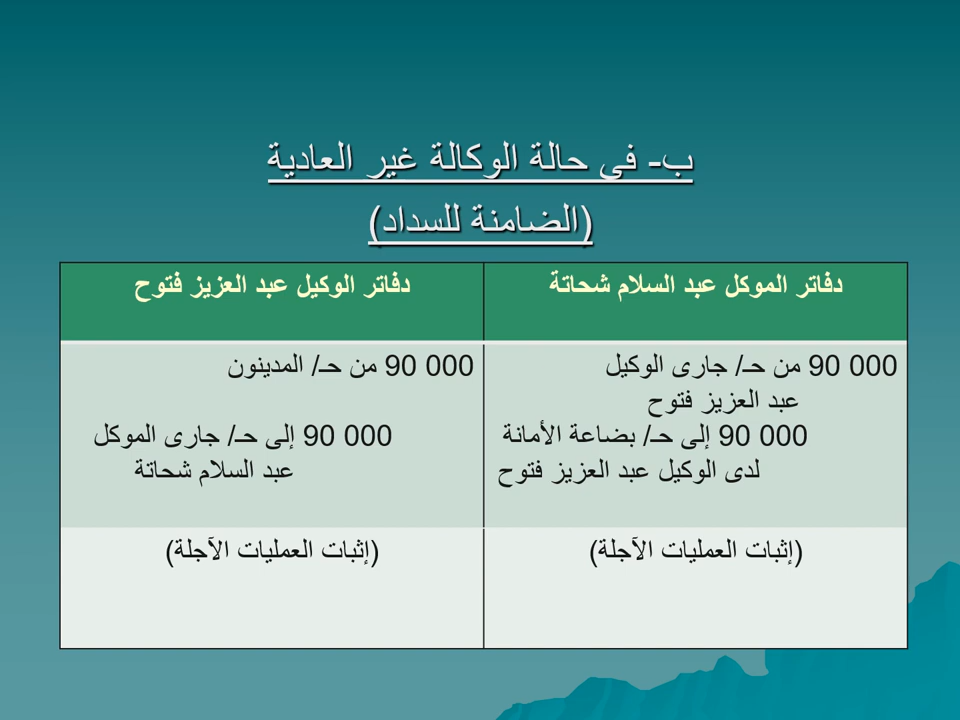 ب- فى حالة الوكالة غير العادية
(الضامنة للسداد)
دفاتر الموكل عبد السلام شحاتة
دفاتر الوكيل عبد العزيز فتوح
90 000 من حـ/ جارى الوكيل
عبد العزيز فتوح
90 000 إلى حـ/ بضاعة الأمانة
لدى الوكيل عبد العزيز فتوح
90 000 من حـ/ المدينون
90 000 إلى حـ/ جارى الموكل
عبد السلام شحاتة
(إثبات العمليات الآجلة)
(إثبات العمليات الآجلة)